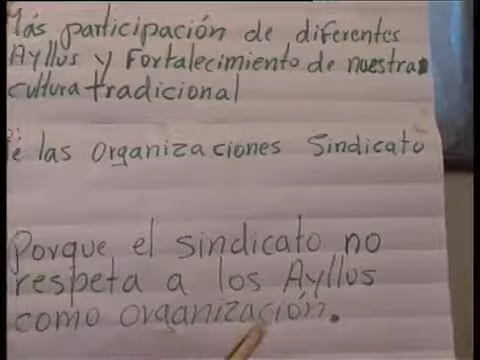 Más participación de diferentes
Ayllus y Fortalecimiento de nuestra
cultura tradicional
las organizaciones Sindicato
Porque el sindicato no
respeta a los Ayllus
como organización.